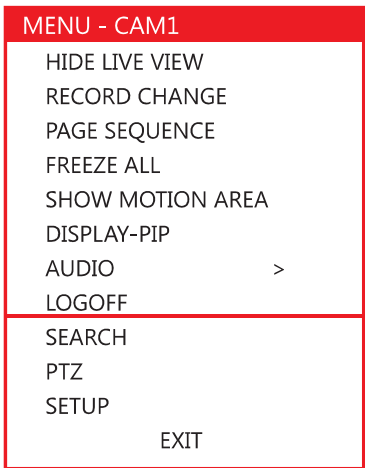 MENU - CAM1
HIDE LIVE VIEW
RECORD CHANGE
PAGE SEQUENCE
FREEZE ALL
SHOW MOTION AREA
DISPLAY-PIP
AUDIO >
LOGOFF
SEARCH
PTZ
SETUP
EXIT